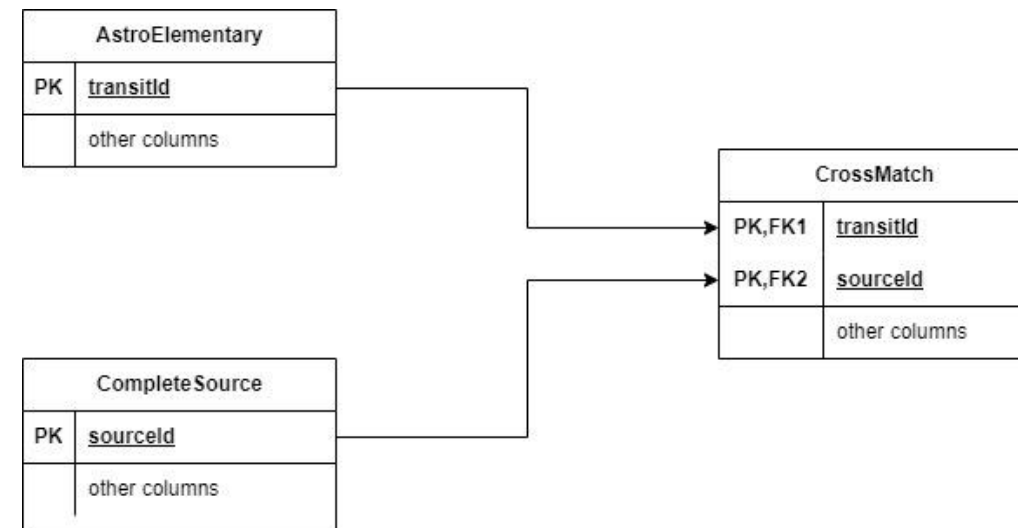 AstroElementary
PK transitId
other columns
CrossMatch
PK,FK1 transitId
PK,FK2 sourceId
other columns
CompleteSource
PK sourceId
other columns